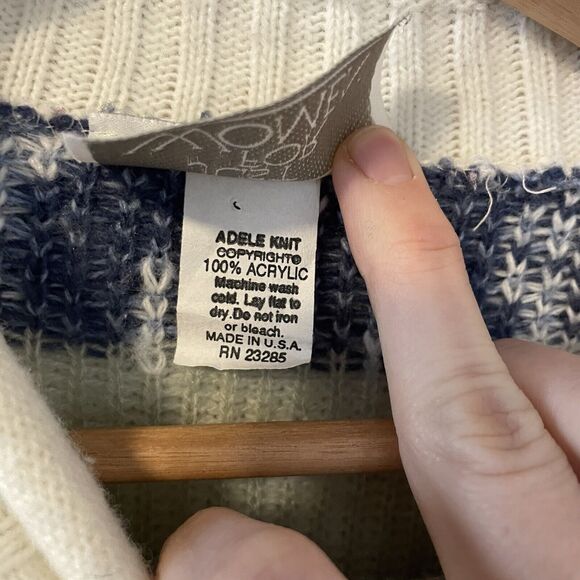 ADELE KNIT
COPYRIGHT©
100% ACRYLIC
Machine wash
cold. Lay flat to
dry. Do not iron
or bleach.
MADE IN U.S.A.
RN 23285